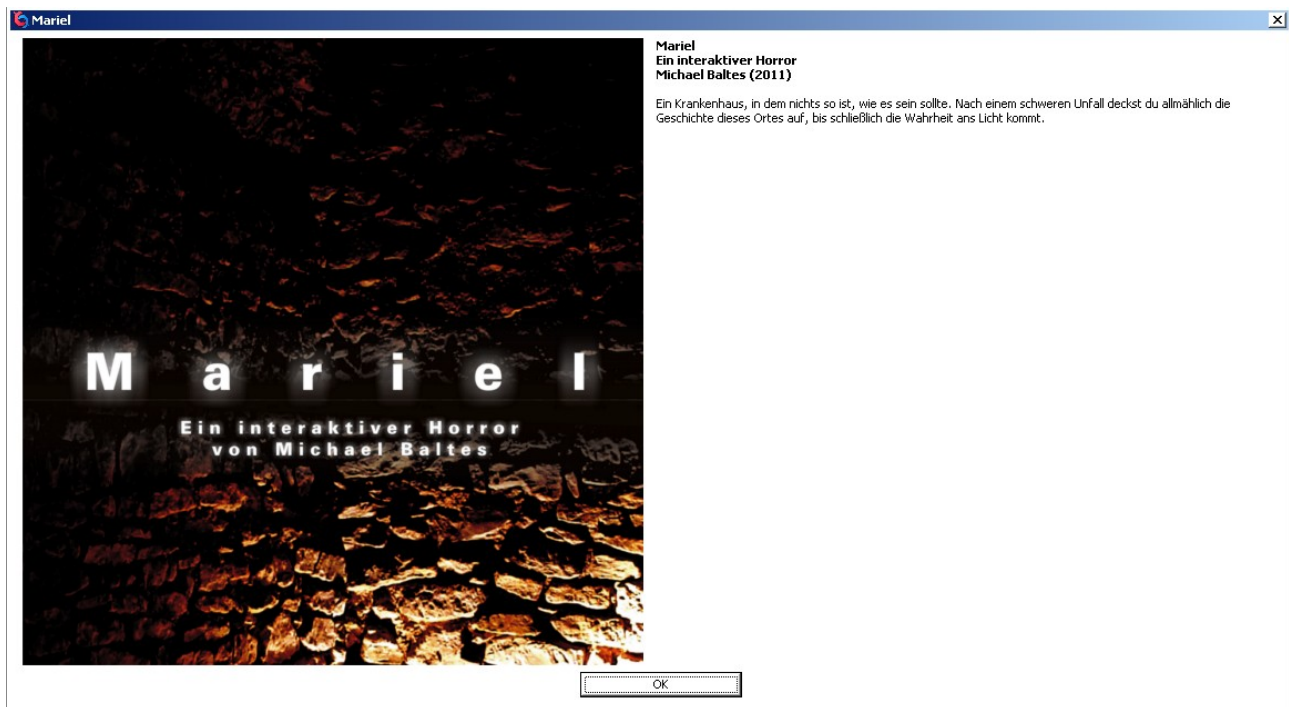 Mariel
Mariel
Ein interaktiver Horror
von Michael Baltes
Mariel
Ein interaktiver Horror
Michael Baltes (2011)
Ein Krankenhaus, in dem nichts so ist, wie es sein sollte. Nach einem schweren Unfall deckst du allmählich die
Geschichte dieses Ortes auf, bis schließlich die Wahrheit ans Licht kommt.
OK